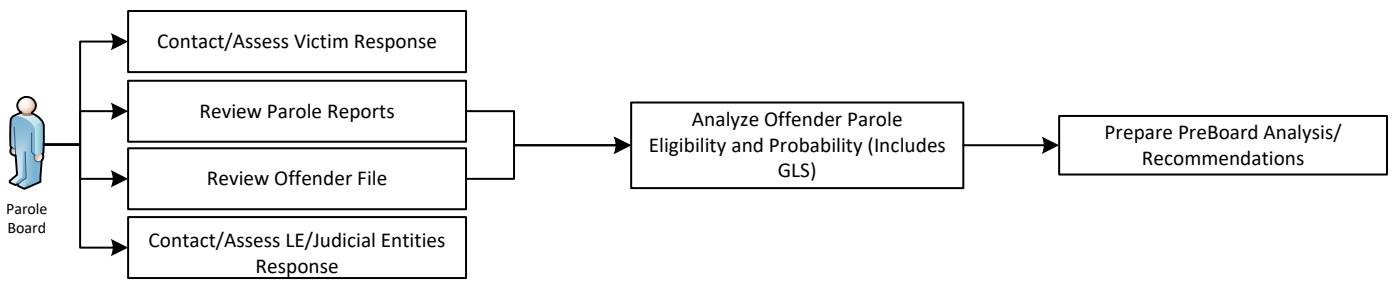 Contact/Assess Victim Response
Review Parole Reports
Review Offender File
Contact/Assess LE/Judicial Entities
Response
Parole
Board
Analyze Offender Parole
Eligibility and Probability (Includes
GLS)
Prepare PreBoard Analysis/
Recommendations